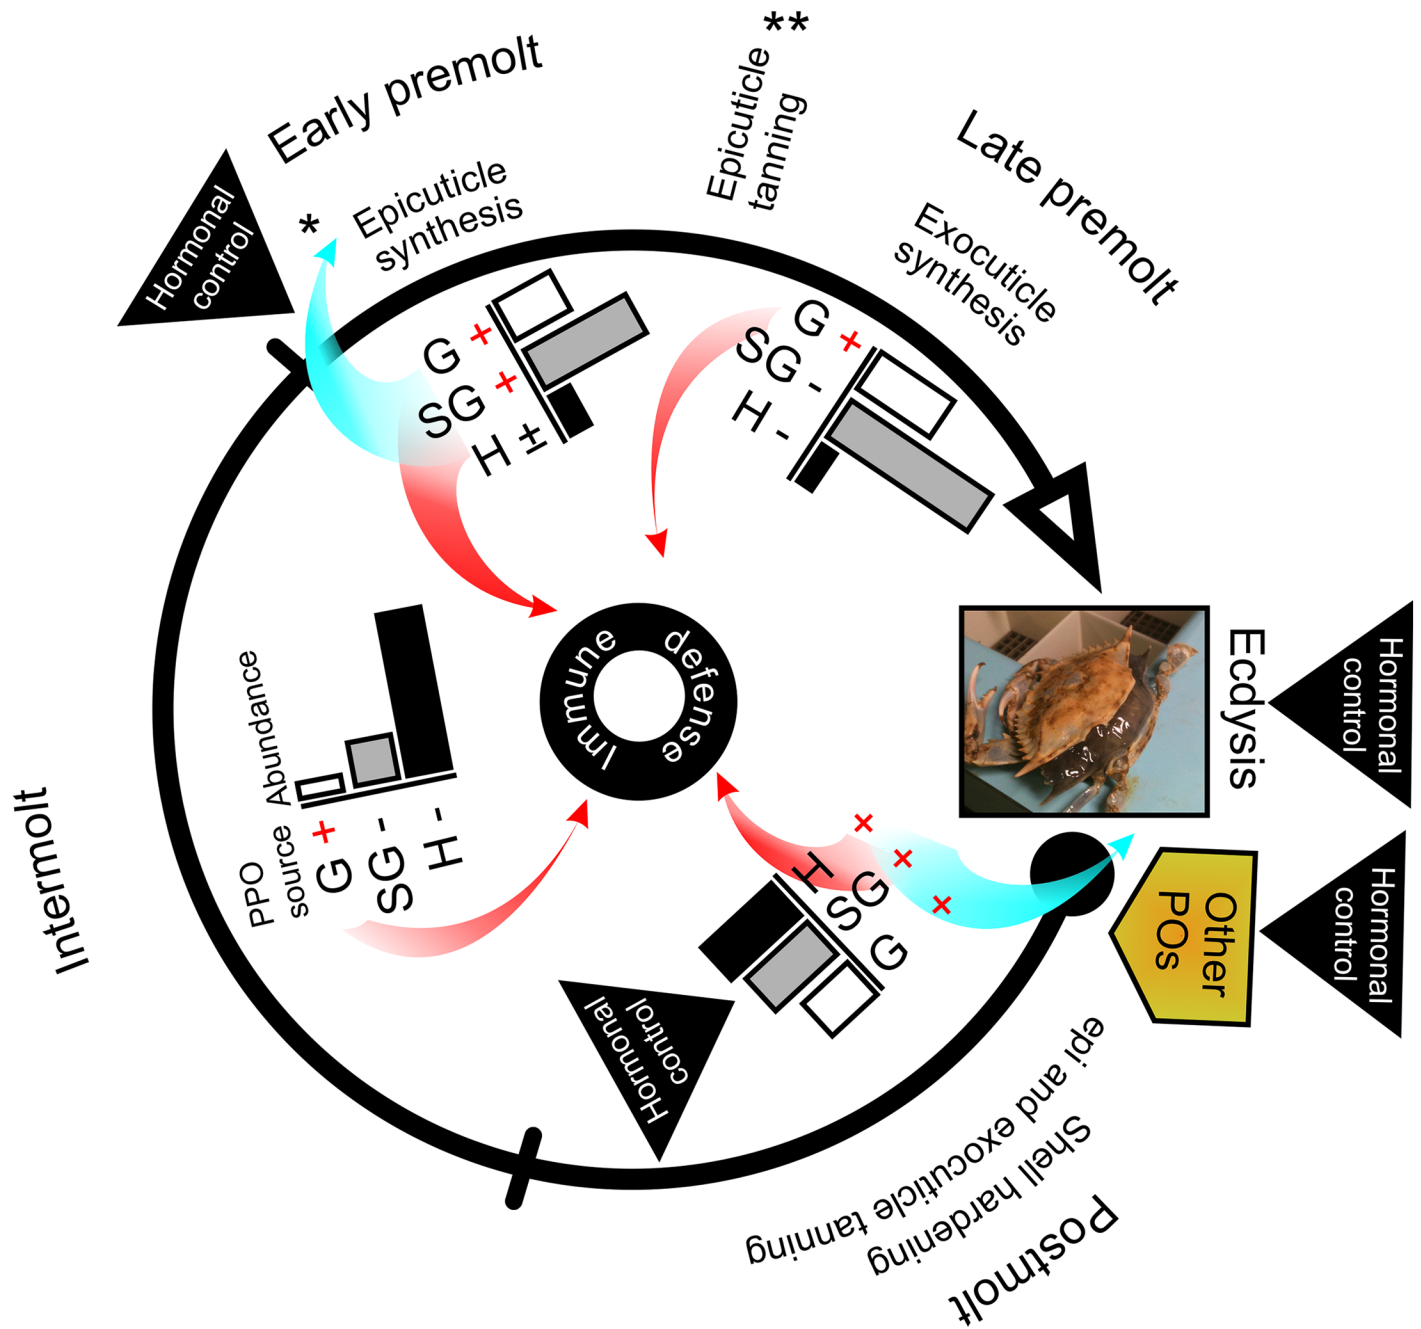 Early premolt
Hormonal
control
*
Epicuticle
synthesis
G +
SG +
H ±
Epicuticle **
tanning
Late premolt
Exocuticle
synthesis
G +
SG -
H -
Ecdysis
Hormonal
control
Other
POs
Hormonal
control
Immune defense
Intermolt
PPO
source
Abundance
G +
SG -
H -
×
×
×
H
SG
G
Hormonal
control
epi and exocuticle tanning
Shell hardening
Postmolt